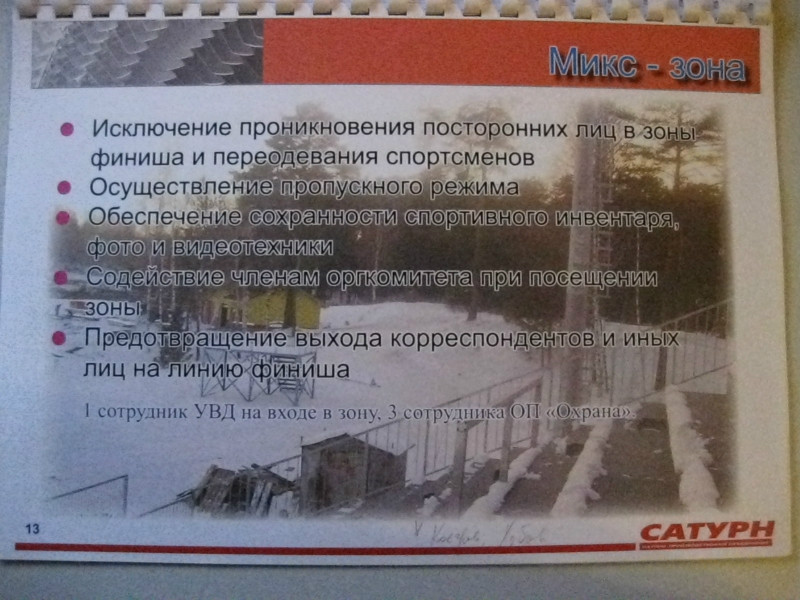 Микс - зона
Исключение проникновения посторонних лиц в зоны
финиша и переодевания спортсменов
Осуществление пропускного режима
Обеспечение сохранности спортивного инвентаря,
фото и видеотехники
Содействие членам оргкомитета при посещении
зоны
Предотвращение выхода корреспондентов и иных
лиц на линию финиша
1 сотрудник УВД на входе в зону, 3 сотрудника ОП «Охрана».
13
САТУРН